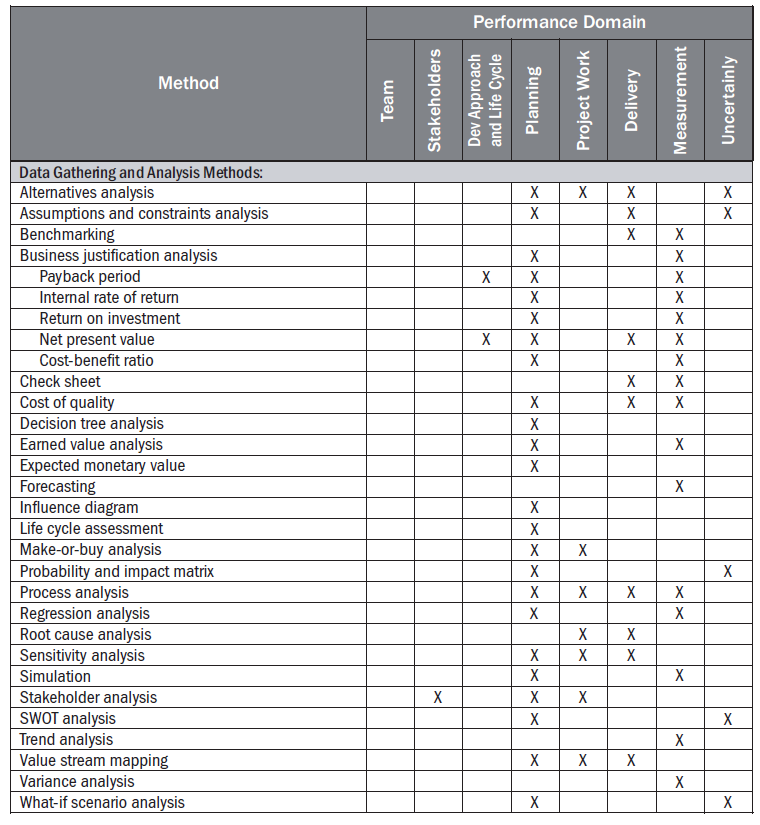 Performance Domain
Method
Team
Stakeholders
Dev Approach
and Life Cycle
Planning
Project Work
Delivery
Measurement
Uncertainly
Data Gathering and Analysis Methods:
Alternatives analysis X X X X
Assumptions and constraints analysis X X X
Benchmarking X X
Business justification analysis X X
Payback period X X X
Internal rate of return X X
Return on investment X X
Net present value X X X X
Cost-benefit ratio X X
Check sheet X X
Cost of quality X X X
Decision tree analysis X
Earned value analysis X X
Expected monetary value X
Forecasting X
Influence diagram X
Life cycle assessment X
Make-or-buy analysis X X
Probability and impact matrix X X
Process analysis X X X X
Regression analysis X X
Root cause analysis X X
Sensitivity analysis X X X
Simulation X X
Stakeholder analysis X X X
SWOT analysis X X
Trend analysis X
Value stream mapping X X X
Variance analysis X
What-if scenario analysis X X